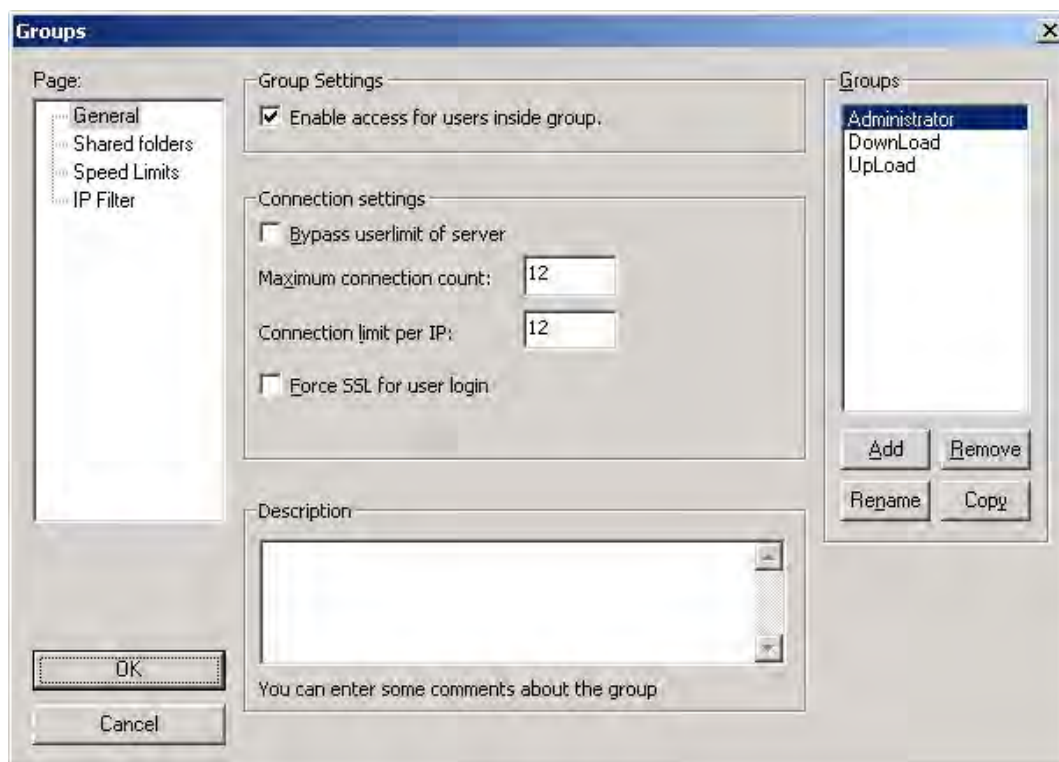 Groups
Page:
General
Shared folders
Speed Limits
IP Filter
Group Settings
Enable access for users inside group.
Connection settings
Bypass userlimit of server
Maximum connection count: 12
Connection limit per IP: 12
Force SSL for user login
Description
You can enter some comments about the group
Groups
Administrator
DownLoad
UpLoad
Add Remove
Rename Copy
OK
Cancel